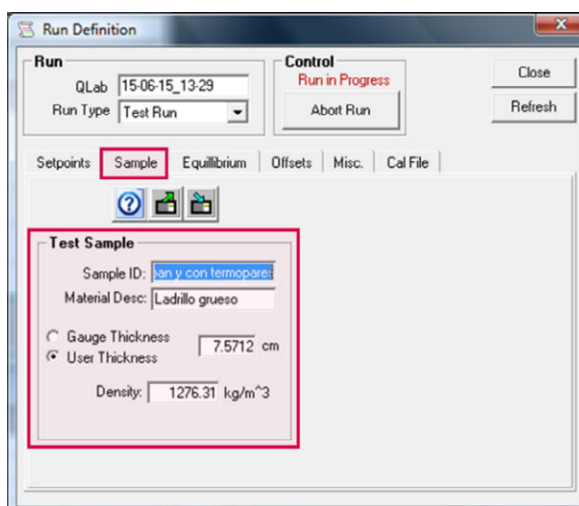 Run Definition
Run
QLab 15-06-15_13-29
Run Type Test Run
Control
Run in Progress
Abort Run
Close
Refresh
Setpoints Sample Equillibrium Offsets Misc. Cal File
Test Sample
Sample ID: pan y con termopares
Material Desc: Ladrillo grueso
Gauge Thickness
User Thickness
7.5712 cm
Density: 1276.31 kg/m^3